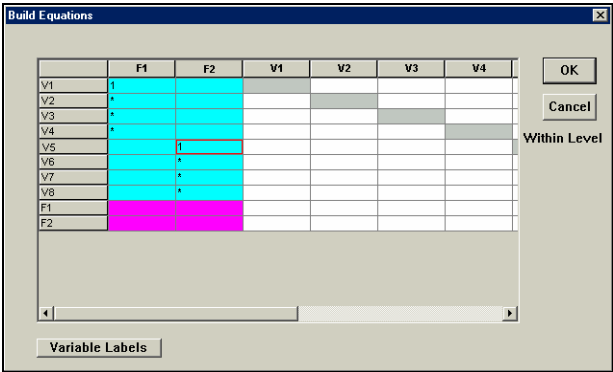 Build Equations
F1 F2 V1 V2 V3 V4
V1 1
V2 *
V3 *
V4 *
V5 1
V6 *
V7 *
V8 *
F1
F2
OK
Cancel
Within Level
Variable Labels